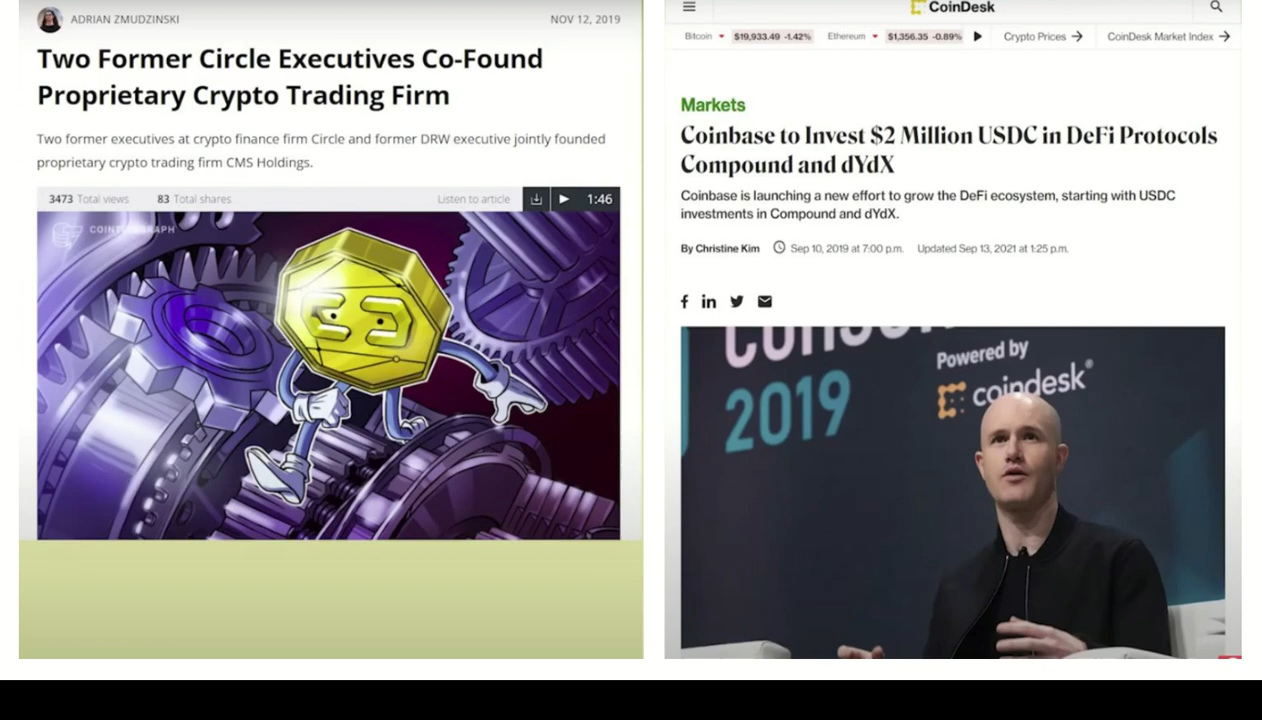 ADRIAN ZMUDZINSKI
NOV 12, 2019
Two Former Circle Executives Co-Found
Proprietary Crypto Trading Firm
Two former executives at crypto finance firm Circle and former DRW executive jointly founded
proprietary crypto trading firm CMS Holdings.
3473 Total views 83 Total shares Listen to article 1:46
COINTELEGRAPH
CoinDesk
Bitcoin $19,933.49 -1.42% Ethereum $1,356.35 -0.89% Crypto Prices CoinDesk Market Index
Markets
Coinbase to Invest $2 Million USDC in DeFi Protocols
Compound and dYdX
Coinbase is launching a new effort to grow the DeFi ecosystem, starting with USDC
investments in Compound and dYdX.
By Christine Kim Sep 10, 2019 at 7:00 p.m. Updated Sep 13, 2021 at 1:25 p.m.
2019
Powered by
coindesk